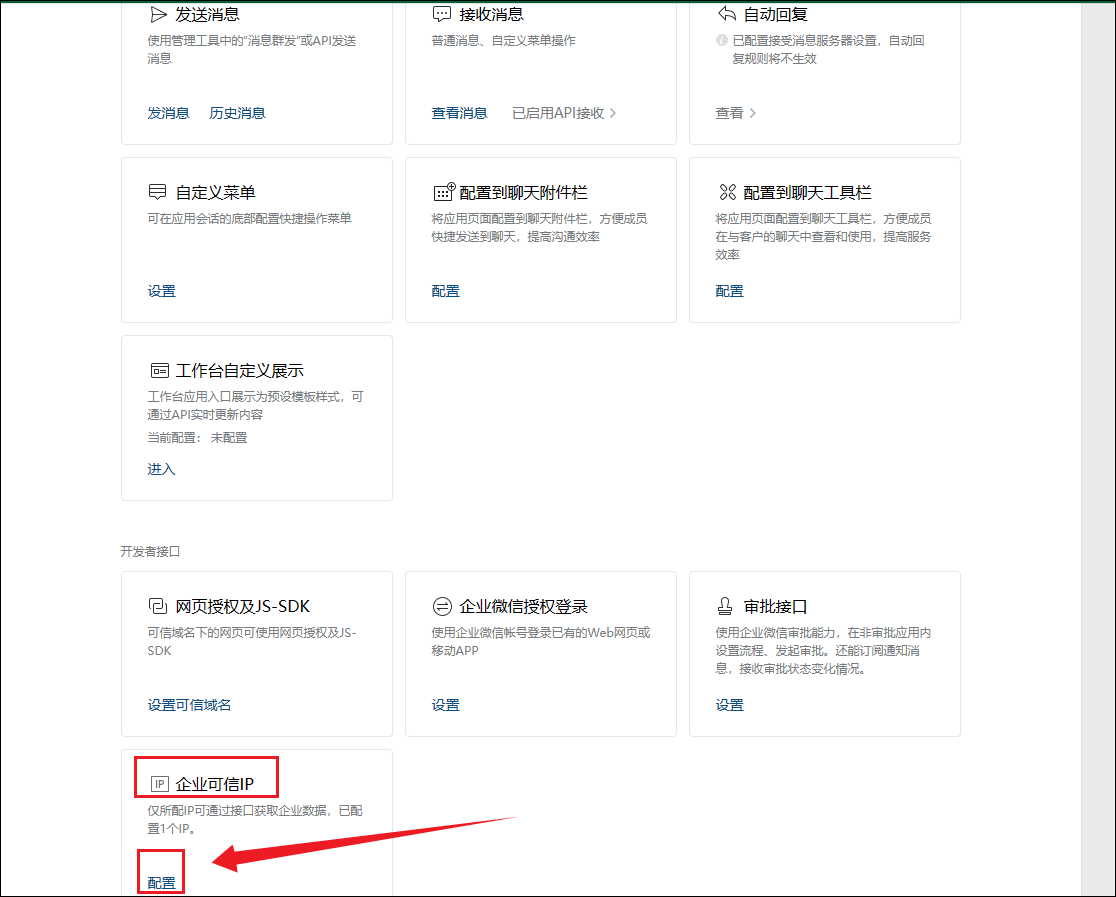 发送消息
使用管理工具中的“消息群发”或API发送
消息
发消息 历史消息
接收消息
普通消息、自定义菜单操作
查看消息 已启用API接收 >
自动回复
已配置接受消息服务器设置，自动回
复规则将不生效
查看 >
自定义菜单
可在应用会话的底部配置快捷操作菜单
设置
配置到聊天附件栏
将应用页面配置到聊天附件栏，方便成员
快捷发送到聊天，提高沟通效率
配置
配置到聊天工具栏
将应用页面配置到聊天工具栏，方便成员
在与客户的聊天中查看和使用，提高服务
效率
配置
工作台自定义展示
工作台应用入口展示为预设模板样式，可
通过API实时更新内容
当前配置： 未配置
进入
开发者接口
网页授权及JS-SDK
可信域名下的网页可使用网页授权及JS-
SDK
设置可信域名
企业微信授权登录
使用企业微信帐号登录已有的Web网页或
移动APP
设置
审批接口
使用企业微信审批能力，在非审批应用内
设置流程、发起审批。还能订阅通知消
息，接收审批状态变化情况。
设置
IP 企业可信IP
仅所配IP可通过接口获取企业数据，已配
置1个IP。
配置